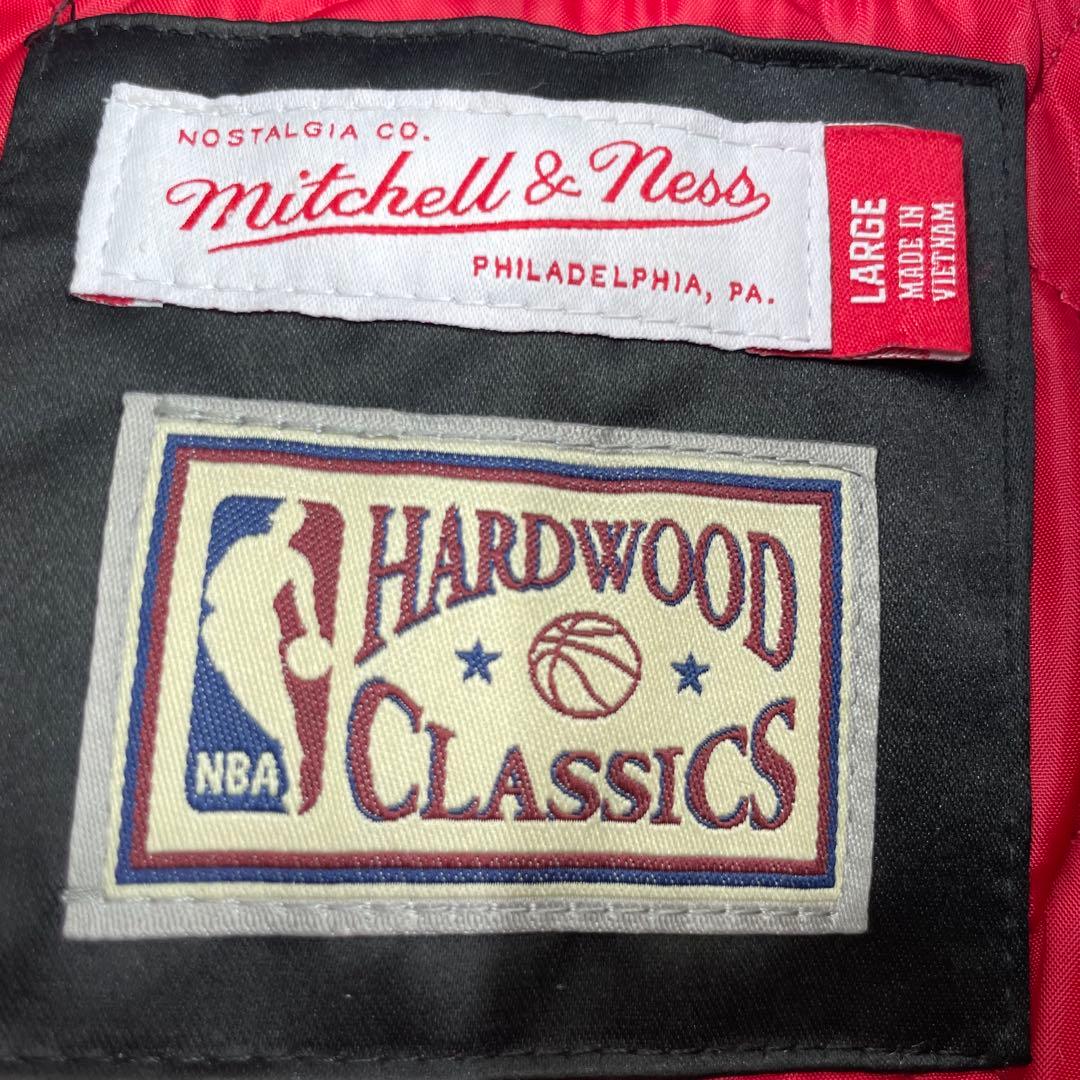 NOSTALGIA CO.
Mitchell & Ness
PHILADELPHIA, PA.
LARGE
MADE IN
VIETNAM
HARDWOOD
CLASSICS
NBA